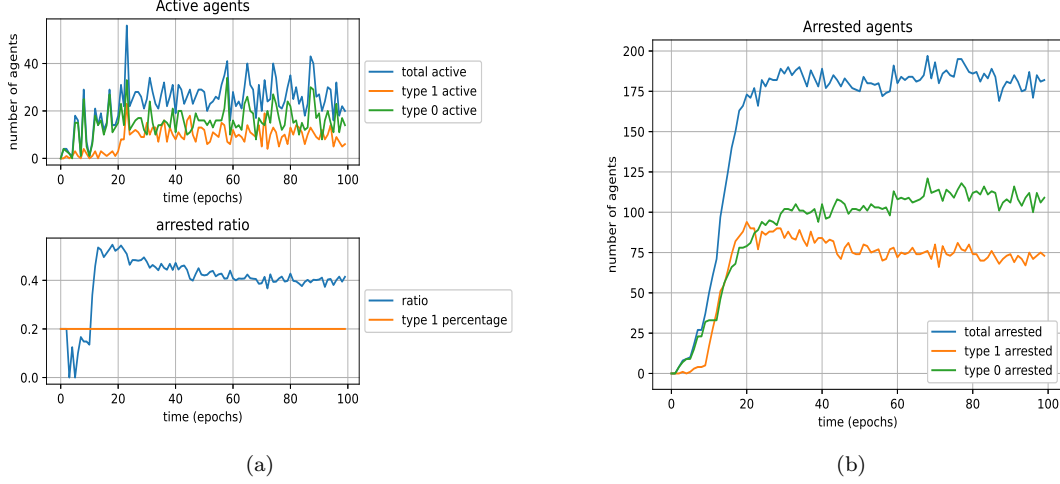 Active agents
number of agents
40
20
0
0
20
40
60
80
100
time (epochs)
total active
type 1 active
type 0 active
arrested ratio
0.4
0.2
0.0
0
20
40
60
80
100
time (epochs)
ratio
type 1 percentage
(a)
Arrested agents
number of agents
200
175
150
125
100
75
50
25
0
0
20
40
60
80
100
time (epochs)
total arrested
type 1 arrested
type 0 arrested
(b)